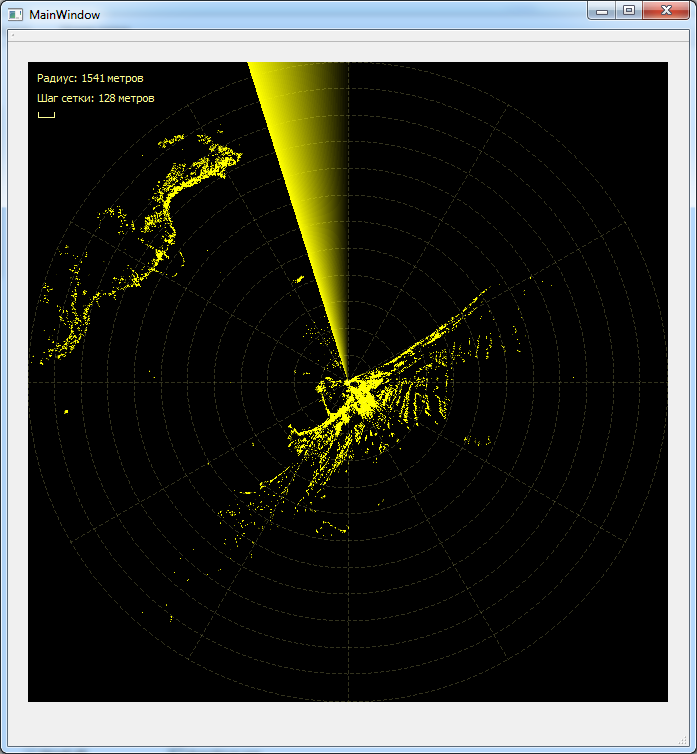 MainWindow
Радиус: 1541 метров
Шаг сетки: 128 метров